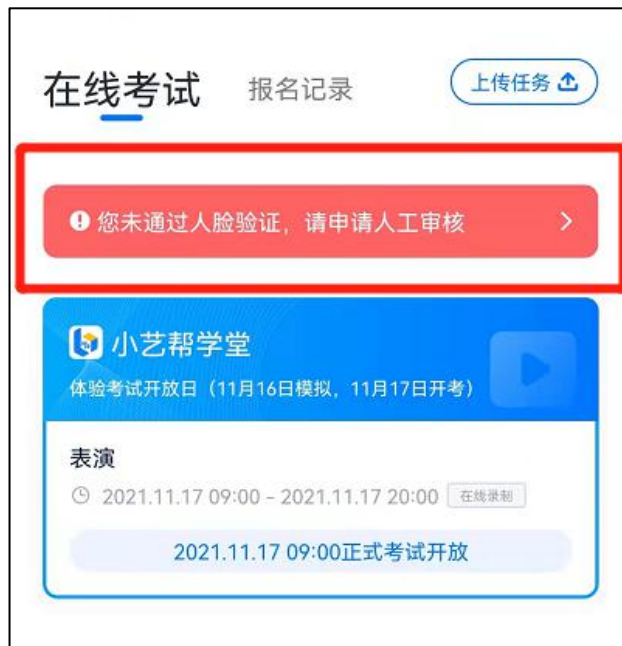 在线考试 报名记录 上传任务
您未通过人脸验证，请申请人工审核
小艺帮学堂
体验考试开放日（11月16日模拟，11月17日开考）
表演
2021.11.17 09:00 - 2021.11.17 20:00 在线录制
2021.11.17 09:00正式考试开放